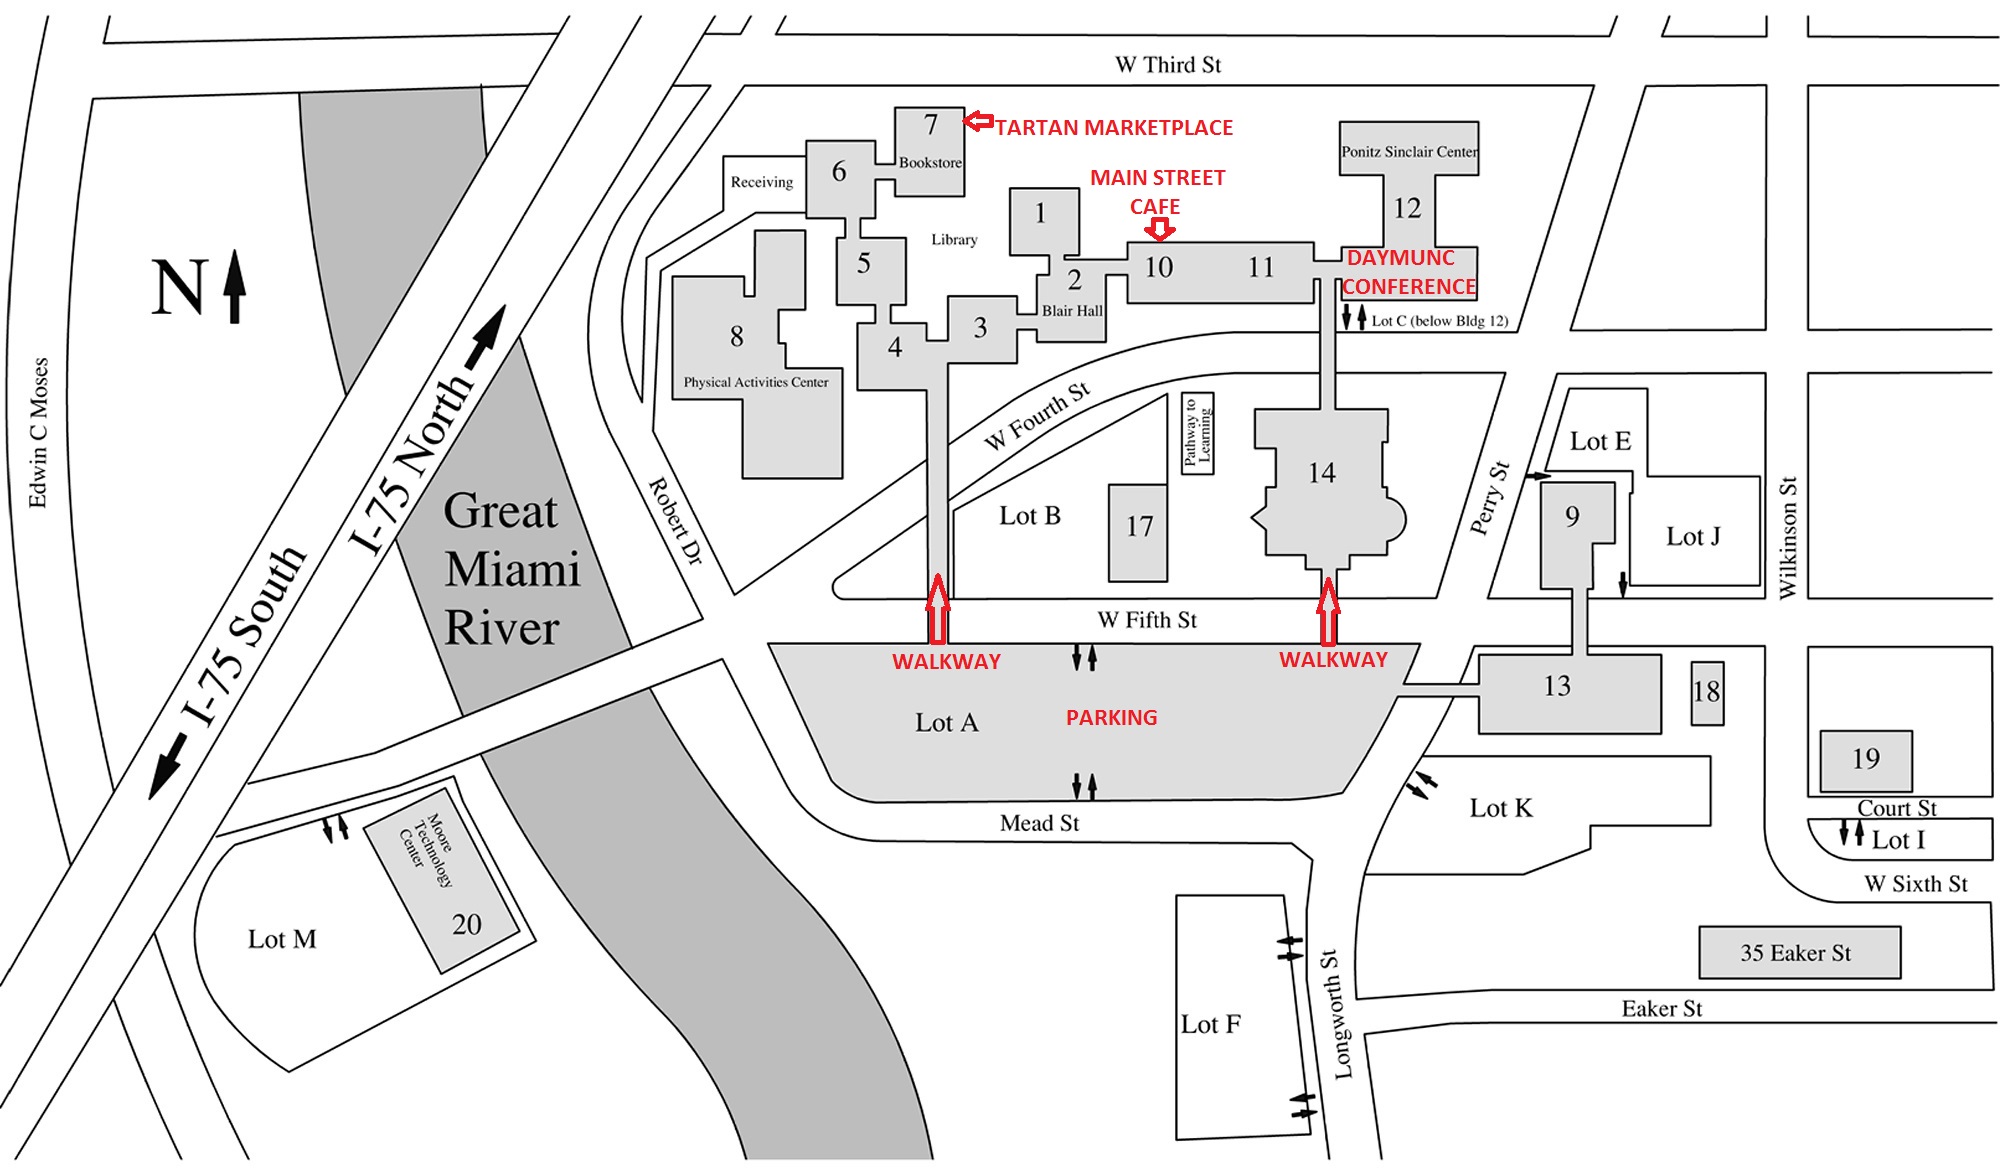 W Third St
7
Bookstore
TARTAN MARKETPLACE
6
Receiving
MAIN STREET
CAFE
Ponitz Sinclair Center
12
1
Library
5
2
Blair Hall
10
11
DAYMUNC
CONFERENCE
Lot C (below Bldg 12)
N
8
Physical Activities Center
4
3
Edwin C Moses
I-75 North
I-75 South
Great
Miami
River
Robert Dr
W Fourth St
Pathway to
Learning
Lot B
17
14
Perry St
Lot E
9
Lot J
Wilkinson St
W Fifth St
WALKWAY
WALKWAY
Lot A
PARKING
13
18
19
Mead St
Lot K
Court St
Lot I
W Sixth St
Moore
Technology
Center
20
Lot M
35 Eaker St
Lot F
Longworth St
Eaker St